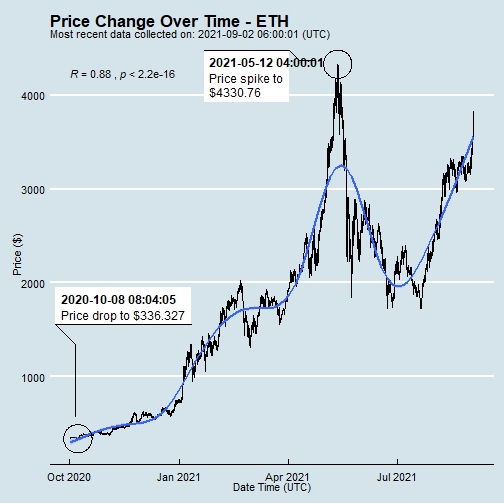 Price Change Over Time - ETH
Most recent data collected on: 2021-09-02 06:00:01 (UTC)
R = 0.88 , p < 2.2e-16
2021-05-12 04:00:01
Price spike to
$4330.76
4000
3000
Price ($)
2000
2020-10-08 08:04:05
Price drop to $336.327
1000
Oct 2020
Jan 2021
Apr 2021
Jul 2021
Date Time (UTC)